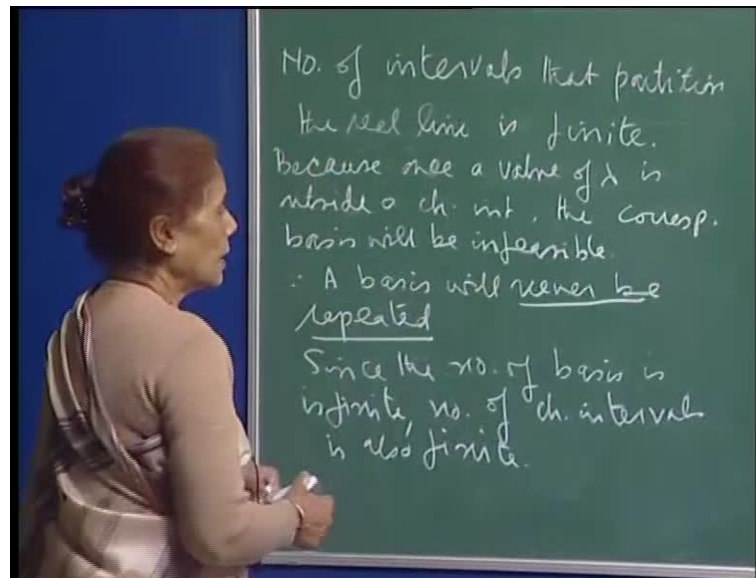 No. of intervals that partition
the real line is finite.
Because once a value of λ is
outside a ch. int. the corresp.
basis will be infeasible.
∴ A basis will never be
repeated
Since the no. of basis is
is finite, no. of ch. intervals
is also finite.